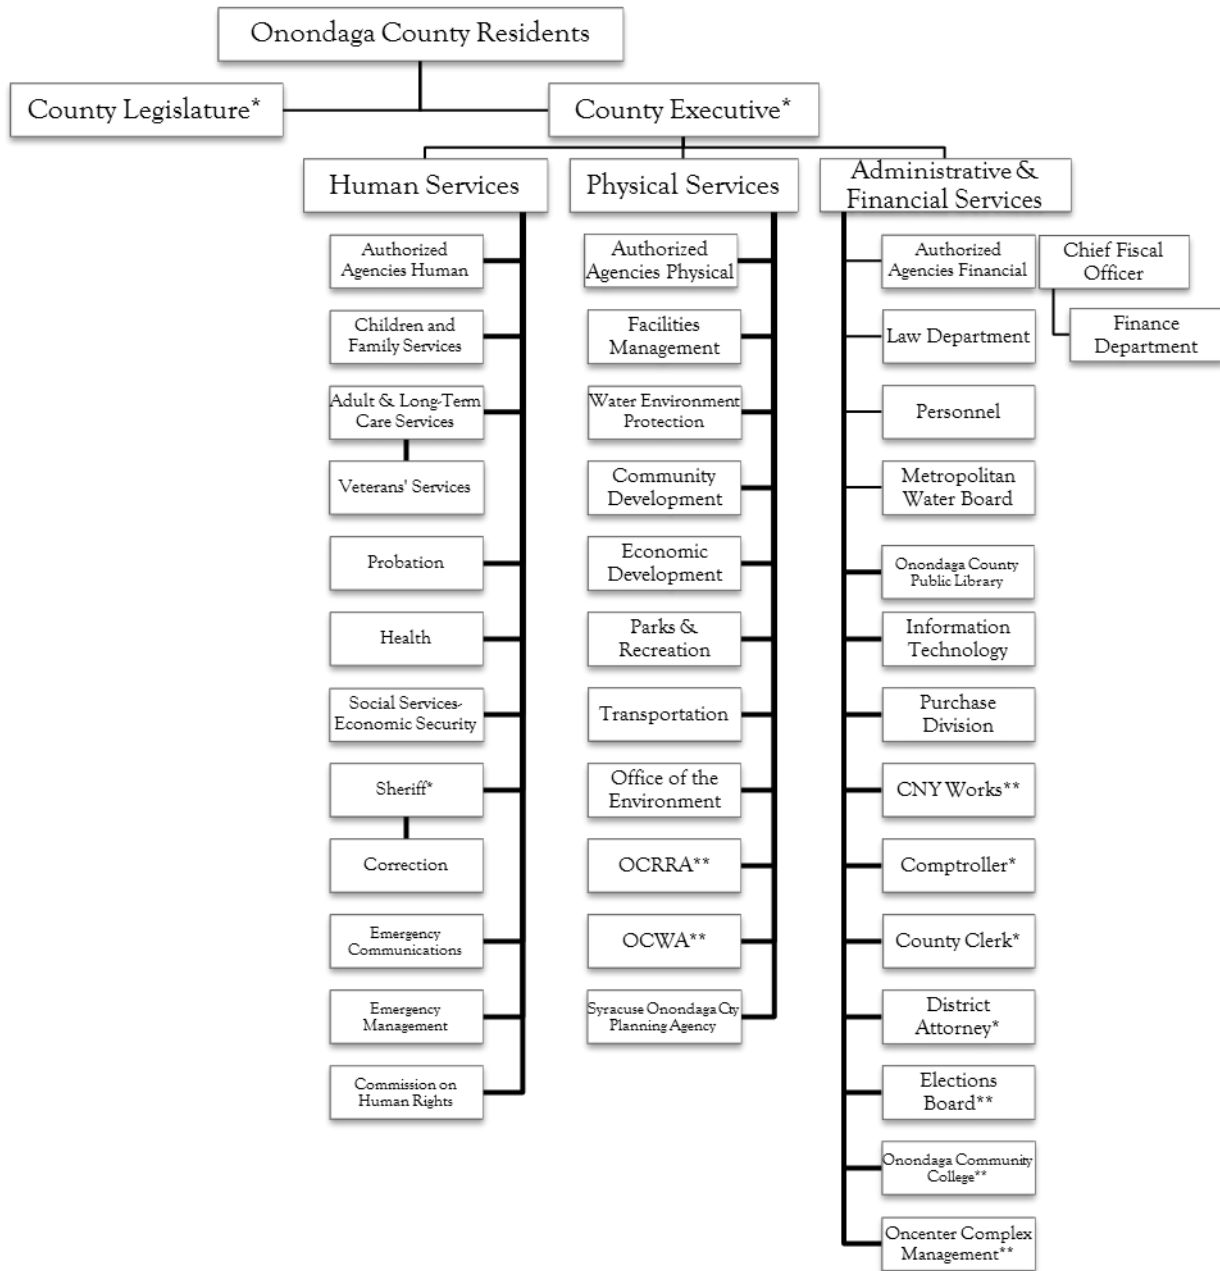 Onondaga County Residents
County Legislature*
County Executive*
Human Services
Physical Services
Administrative &
Financial Services
Authorized
Agencies Human
Children and
Family Services
Adult & Long-Term
Care Services
Veterans' Services
Probation
Health
Social Services-
Economic Security
Sheriff*
Correction
Emergency
Communications
Emergency
Management
Commission on
Human Rights
Authorized
Agencies Physical
Facilities
Management
Water Environment
Protection
Community
Development
Economic
Development
Parks &
Recreation
Transportation
Office of the
Environment
OCRRA**
OCWA**
Syracuse Onondaga Cty
Planning Agency
Authorized
Agencies Financial
Chief Fiscal
Officer
Finance
Department
Law Department
Personnel
Metropolitan
Water Board
Onondaga County
Public Library
Information
Technology
Purchase
Division
CNY Works**
Comptroller*
County Clerk*
District
Attorney*
Elections
Board**
Onondaga Community
College**
Oncenter Complex
Management**